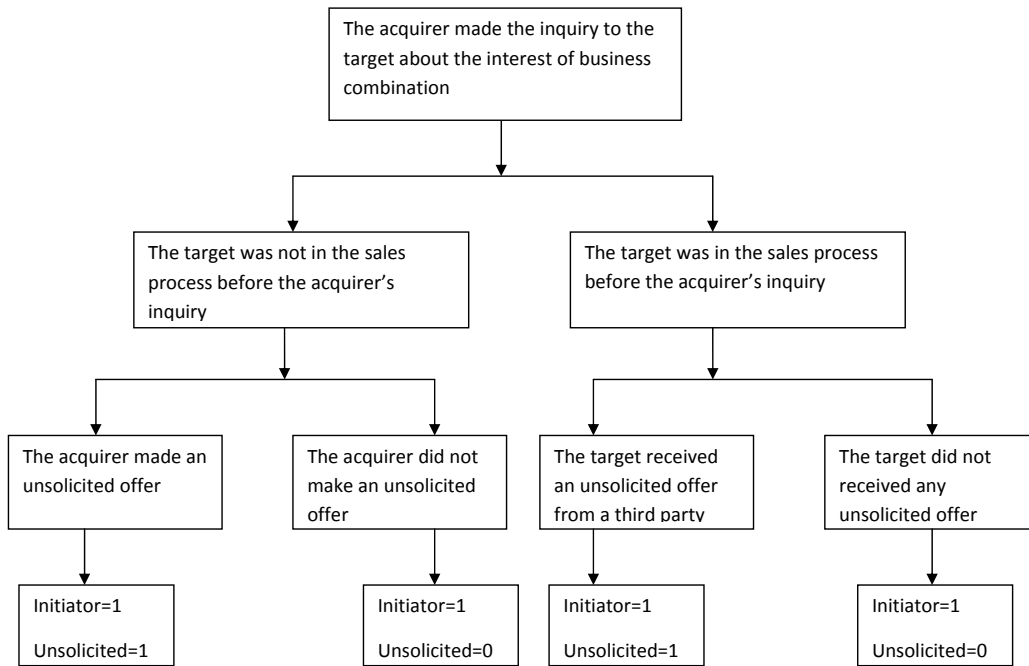 The acquirer made the inquiry to the
target about the interest of business
combination
The target was not in the sales
process before the acquirer's
inquiry
The target was in the sales process
before the acquirer's inquiry
The acquirer made an
unsolicited offer
The acquirer did not
make an unsolicited
offer
The target received
an unsolicited offer
from a third party
The target did not
received any
unsolicited offer
Initiator=1
Unsolicited=1
Initiator=1
Unsolicited=0
Initiator=1
Unsolicited=1
Initiator=1
Unsolicited=0